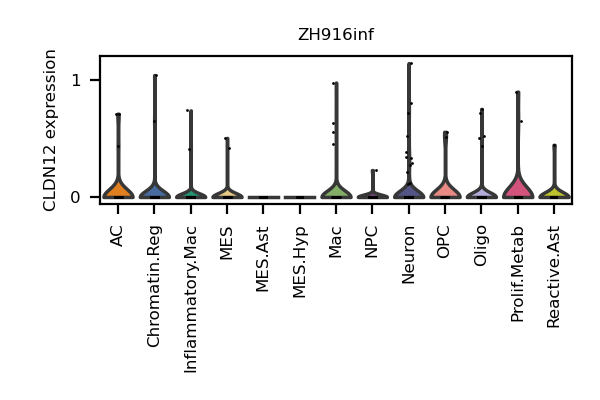 ZH916inf
CLDN12 expression
1
0
AC
Chromatin.Reg
Inflammatory.Mac
MES
MES.Ast
MES.Hyp
Mac
NPC
Neuron
OPC
Oligo
Prolif.Metab
Reactive.Ast